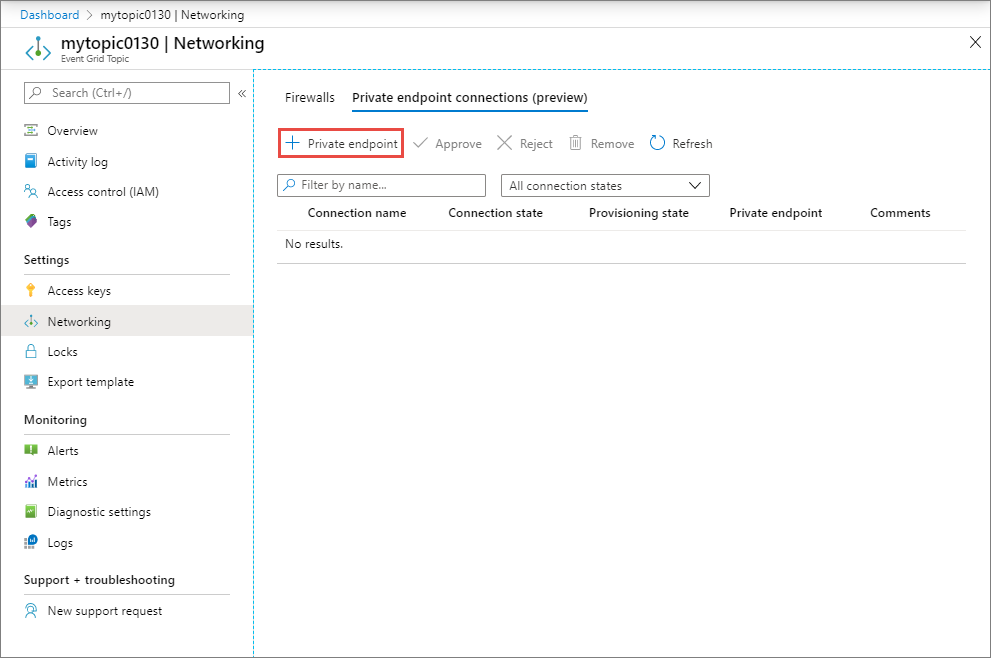 Dashboard > mytopic0130 | Networking
mytopic0130 | Networking
Event Grid Topic
Search (Ctrl+/)
«
Overview
Activity log
Access control (IAM)
Tags
Settings
Access keys
Networking
Locks
Export template
Monitoring
Alerts
Metrics
Diagnostic settings
Logs
Support + troubleshooting
New support request
Firewalls Private endpoint connections (preview)
Private endpoint Approve Reject Remove Refresh
Filter by name... All connection states
Connection name Connection state Provisioning state Private endpoint Comments
No results.